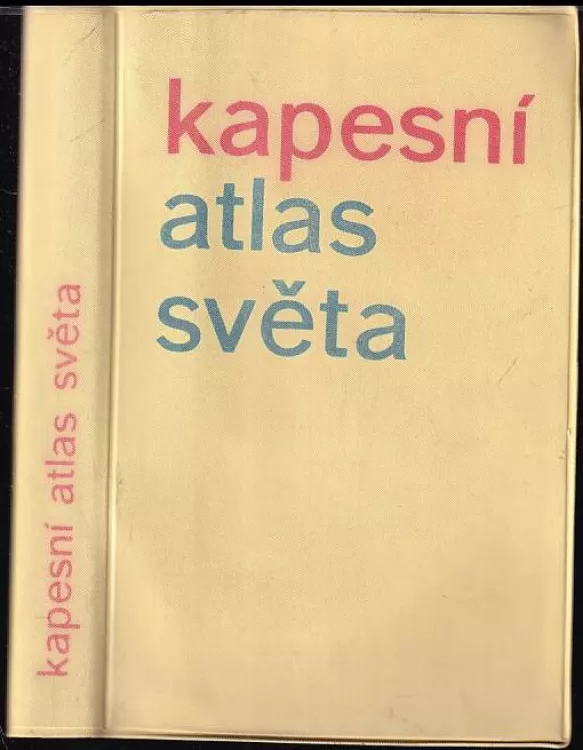 kapesní
atlas
světa
kapesní atlas světa